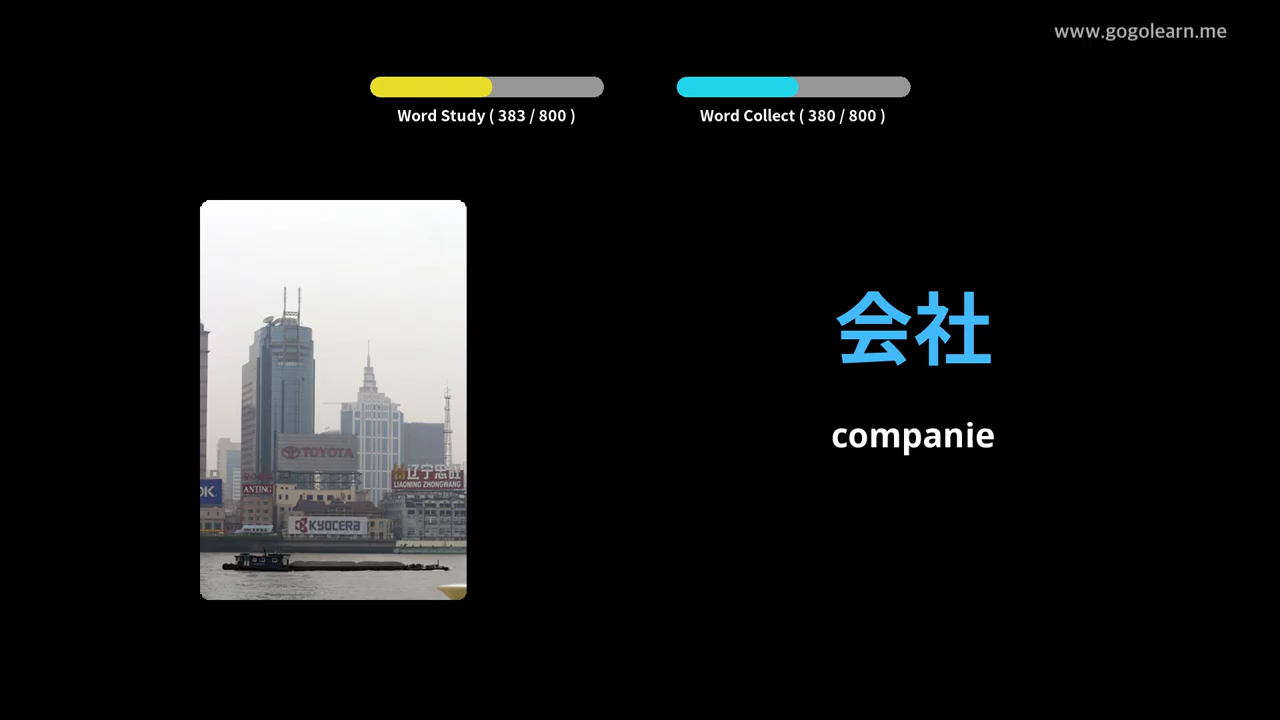 www.gogolearn.me
Word Study ( 383 / 800 )
Word Collect ( 380 / 800 )
会社
companie
TOYOTA
辽宁忠旺
LIAONING ZHONGWANG
OK
ANTING
KYOCERA